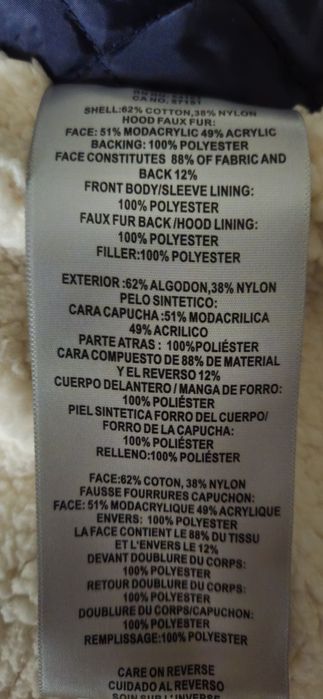 CA NO. 57151
SHELL:62% COTTON,38% NYLON
HOOD FAUX FUR:
FACE: 51% MODACRYLIC 49% ACRYLIC
BACKING: 100% POLYESTER
FACE CONSTITUTES 88% OF FABRIC AND
BACK 12%
FRONT BODY/SLEEVE LINING:
100% POLYESTER
FAUX FUR BACK /HOOD LINING:
100% POLYESTER
FILLER:100% POLYESTER
EXTERIOR :62% ALGODON,38% NYLON
PELO SINTETICO:
CARA CAPUCHA :51% MODACRILICA
49% ACRILICO
PARTE ATRAS : 100%POLIÉSTER
CARA COMPUESTO DE 88% DE MATERIAL
Y EL REVERSO 12%
CUERPO DELANTERO / MANGA DE FORRO:
100% POLIÉSTER
PIEL SINTETICA FORRO DEL CUERPO/
FORRO DE LA CAPUCHA:
100% POLIÉSTER
RELLENO:100% POLIÉSTER
FACE:62% COTON, 38% NYLON
FAUSSE FOURRURES CAPUCHON:
FACE: 51% MODACRYLIQUE 49% ACRYLIQUE
ENVERS: 100% POLYESTER
LA FACE CONTIENT LE 88% DU TISSU
ET L'ENVERS LE 12%
DEVANT DOUBLURE DU CORPS:
100% POLYESTER
RETOUR DOUBLURE DU CORPS:
100% POLYESTER
DOUBLURE DU CORPS/CAPUCHON:
100% POLYESTER
REMPLISSAGE:100% POLYESTER
CARE ON REVERSE
CUIDADO AL REVERSO
SOIN SUR L'INVERSE